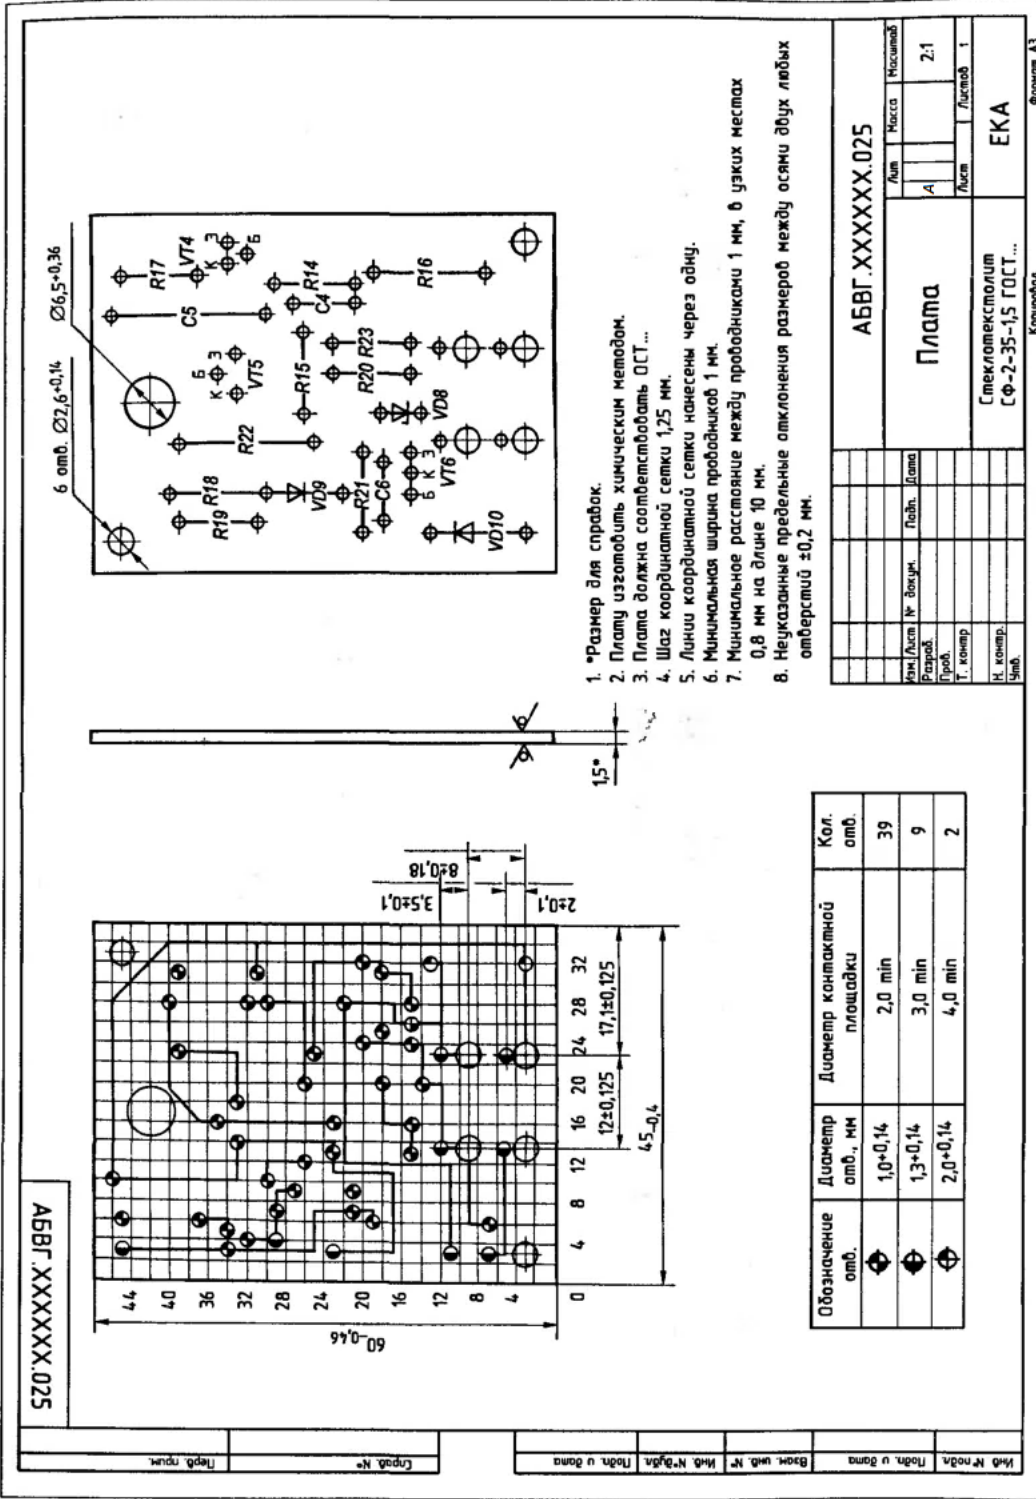 АБВГ.XXXXXX.025
Перв. прим.
Справ. N°
Подп. и дата
Инв. N°дубл.
Взам. инв. N°
Подп. и дата
Инв. N° подл.
60-0,46
44
40
36
32
28
24
20
16
12
8
4
0
4
8
12
16
20
24
28
32
12±0,125
17,1±0,125
45-0,4
3,5±0,1
8±0,18
2±0,1
1,5*
6 отв. Ø2,6+0,14
Ø6,5+0,36
R19
R18
R22
C5
R17
VD9
VT5
К
Б
З
VT4
К
З
Б
R21
C6
R15
R20
R23
C4
R14
R16
VD8
Б
К
З
VT6
VD10
1. *Размер для справок.
2. Плату изготовить химическим методом.
3. Плата должна соответствовать ОСТ...
4. Шаг координатной сетки 1,25 мм.
5. Линии координатной сетки нанесены через одну.
6. Минимальная ширина проводников 1 мм.
7. Минимальное расстояние между проводниками 1 мм, в узких местах
0,8 мм на длине 10 мм.
8. Неуказанные предельные отклонения размеров между осями двух любых
отверстий ±0,2 мм.
Обозначение отв.
Диаметр отв., мм
Диаметр контактной площадки
Кол. отв.
1,0+0,14
2,0 min
39
1,3+0,14
3,0 min
9
2,0+0,14
4,0 min
2
АБВГ.XXXXXX.025
Изм.
Лист
N° докум.
Подп.
Дата
Разраб.
Пров.
Т. контр
Н. контр.
Утв.
Плата
Лит
Масса
Масштаб
А
2:1
Лист
Листов 1
Стеклотекстолит
СФ-2-35-1,5 ГОСТ...
ЕКА
Копировал
Формат А3